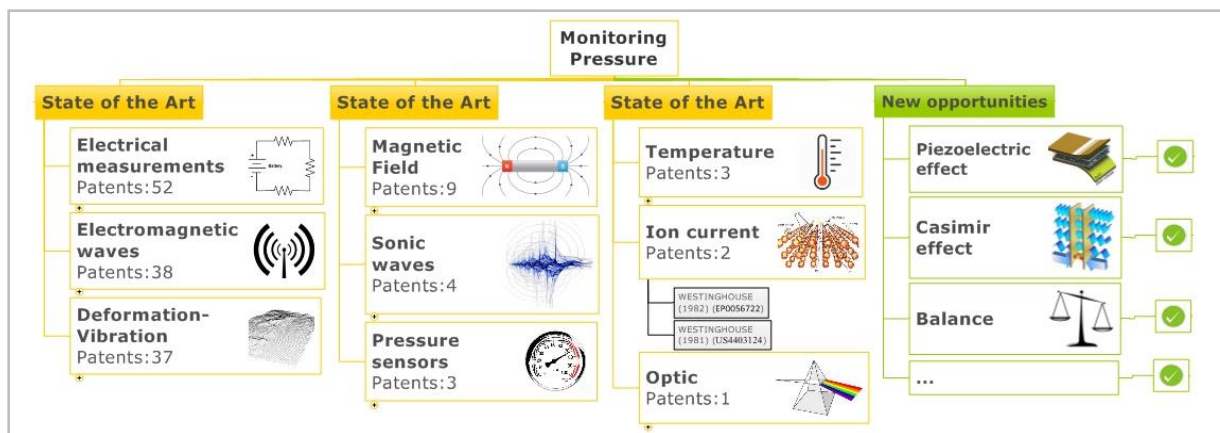 Monitoring
Pressure
State of the Art
Electrical
measurements
Patents:52
Battery
Electromagnetic
waves
Patents:38
Deformation-
Vibration
Patents:37
State of the Art
Magnetic
Field
Patents:9
Sonic
waves
Patents:4
Pressure
sensors
Patents:3
State of the Art
Temperature
Patents:3
Ion current
Patents:2
WESTINGHOUSE
(1982) (EP0056722)
WESTINGHOUSE
(1981) (US4403124)
Optic
Patents:1
New opportunities
Piezoelectric
effect
Casimir
effect
Balance
...